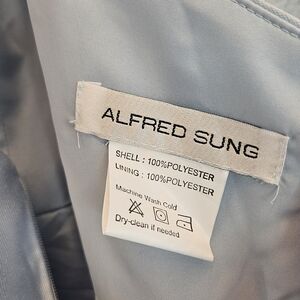 ALFRED SUNG
SHELL : 100%POLYESTER
LINING : 100%POLYESTER
Machine Wash Cold
Dry-clean if needed